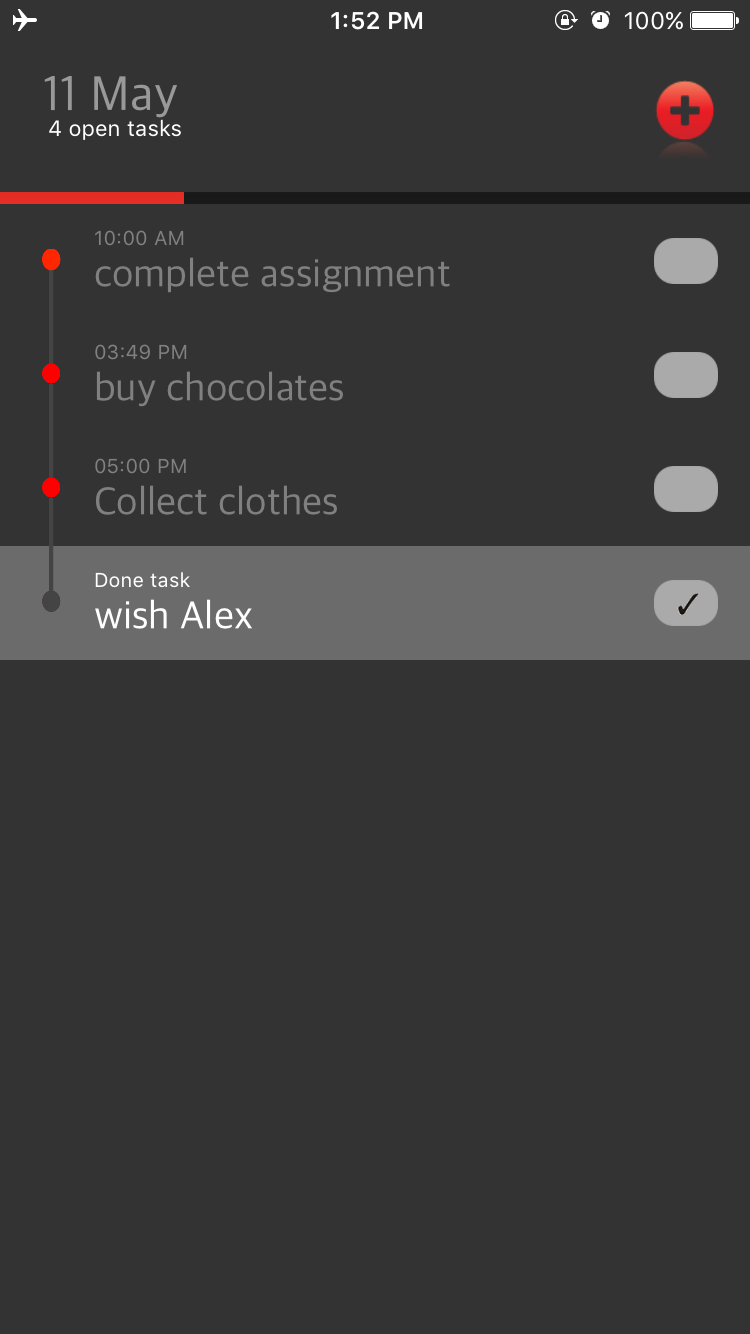 1:52 PM
100%
11 May
4 open tasks
10:00 AM
complete assignment
03:49 PM
buy chocolates
05:00 PM
Collect clothes
Done task
wish Alex